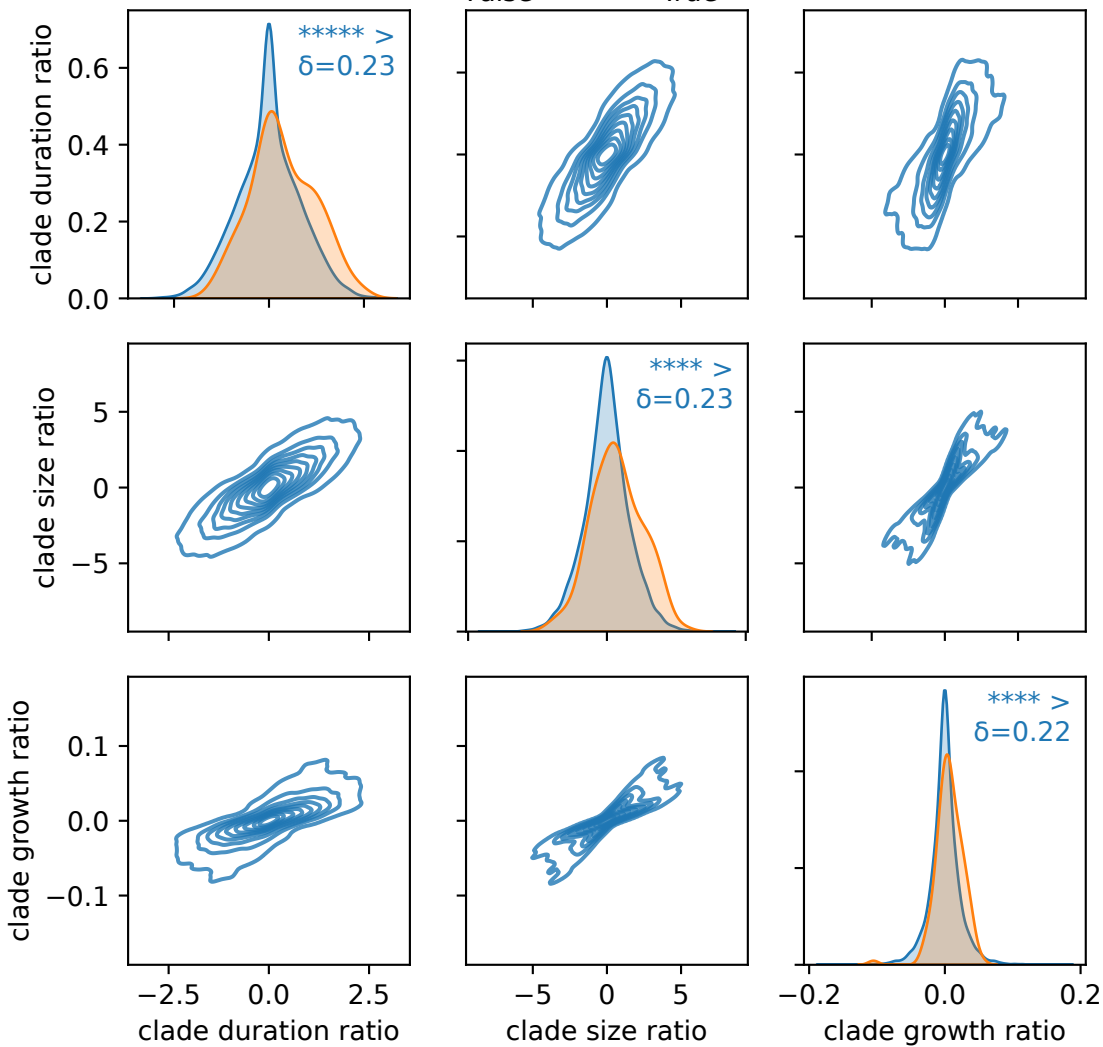 clade duration ratio
0.6
0.4
0.2
0.0
***** >
δ=0.23
clade size ratio
5
0
−5
**** >
δ=0.23
clade growth ratio
0.1
0.0
−0.1
**** >
δ=0.22
−2.5 0.0 2.5
−5 0 5
−0.2 0.0 0.2
clade duration ratio
clade size ratio
clade growth ratio